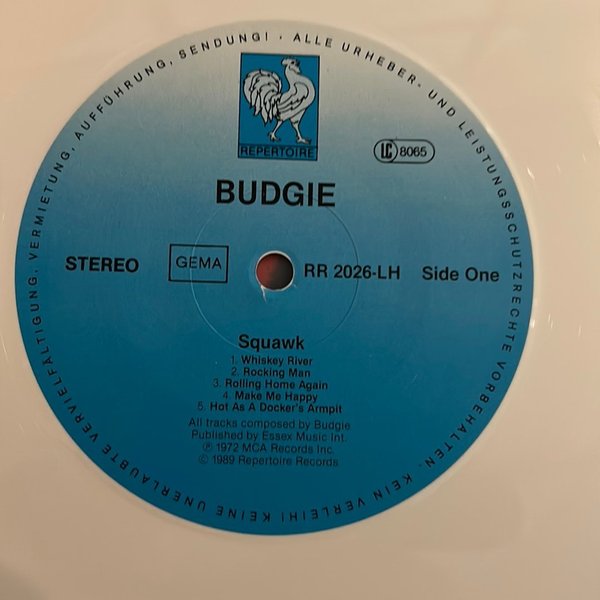 REPERTOIRE
LC 8065
BUDGIE
STEREO GEMA RR 2026-LH Side One
Squawk
1. Whiskey River
2. Rocking Man
3. Rolling Home Again
4. Make Me Happy
5. Hot As A Docker's Armpit
All tracks composed by Budgie
Published by Essex Music Int.
℗ 1972 MCA Records Inc.
© 1989 Repertoire Records
ALLE URHEBER- UND LEISTUNGSSCHUTZRECHTE VORBEHALTEN. KEIN VERLEIH! KEINE UNERLAUBTE VERVIELFÄLTIGUNG, VERMIETUNG, AUFFÜHRUNG, SENDUNG! ·